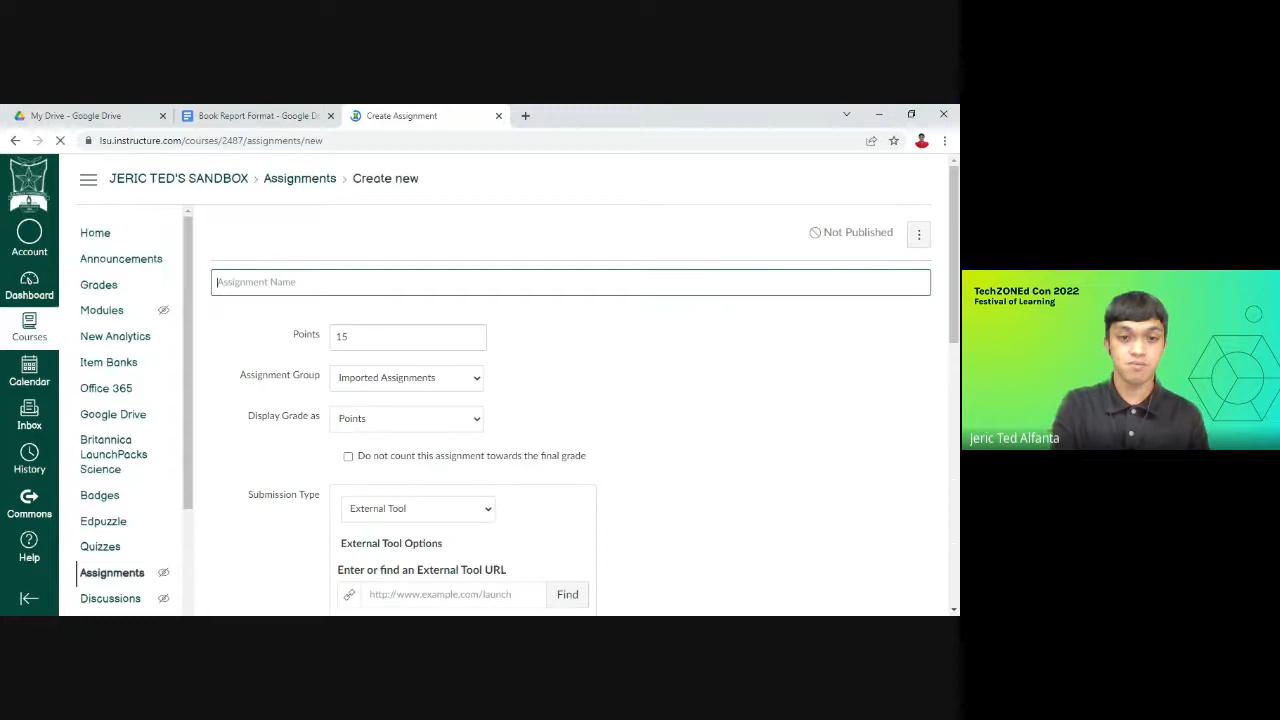 My Drive - Google Drive
Book Report Format - Google D
Create Assignment
lsu.instructure.com/courses/2487/assignments/new
JERIC TED'S SANDBOX > Assignments > Create new
Account
Dashboard
Courses
Calendar
Inbox
History
Commons
Help
Home
Announcements
Grades
Modules
New Analytics
Item Banks
Office 365
Google Drive
Britannica
LaunchPacks
Science
Badges
Edpuzzle
Quizzes
Assignments
Discussions
Not Published
Assignment Name
Points
15
Assignment Group
Imported Assignments
Display Grade as
Points
Do not count this assignment towards the final grade
Submission Type
External Tool
External Tool Options
Enter or find an External Tool URL
http://www.example.com/launch
Find
TechZONEd Con 2022
Festival of Learning
Jeric Ted Alfanta